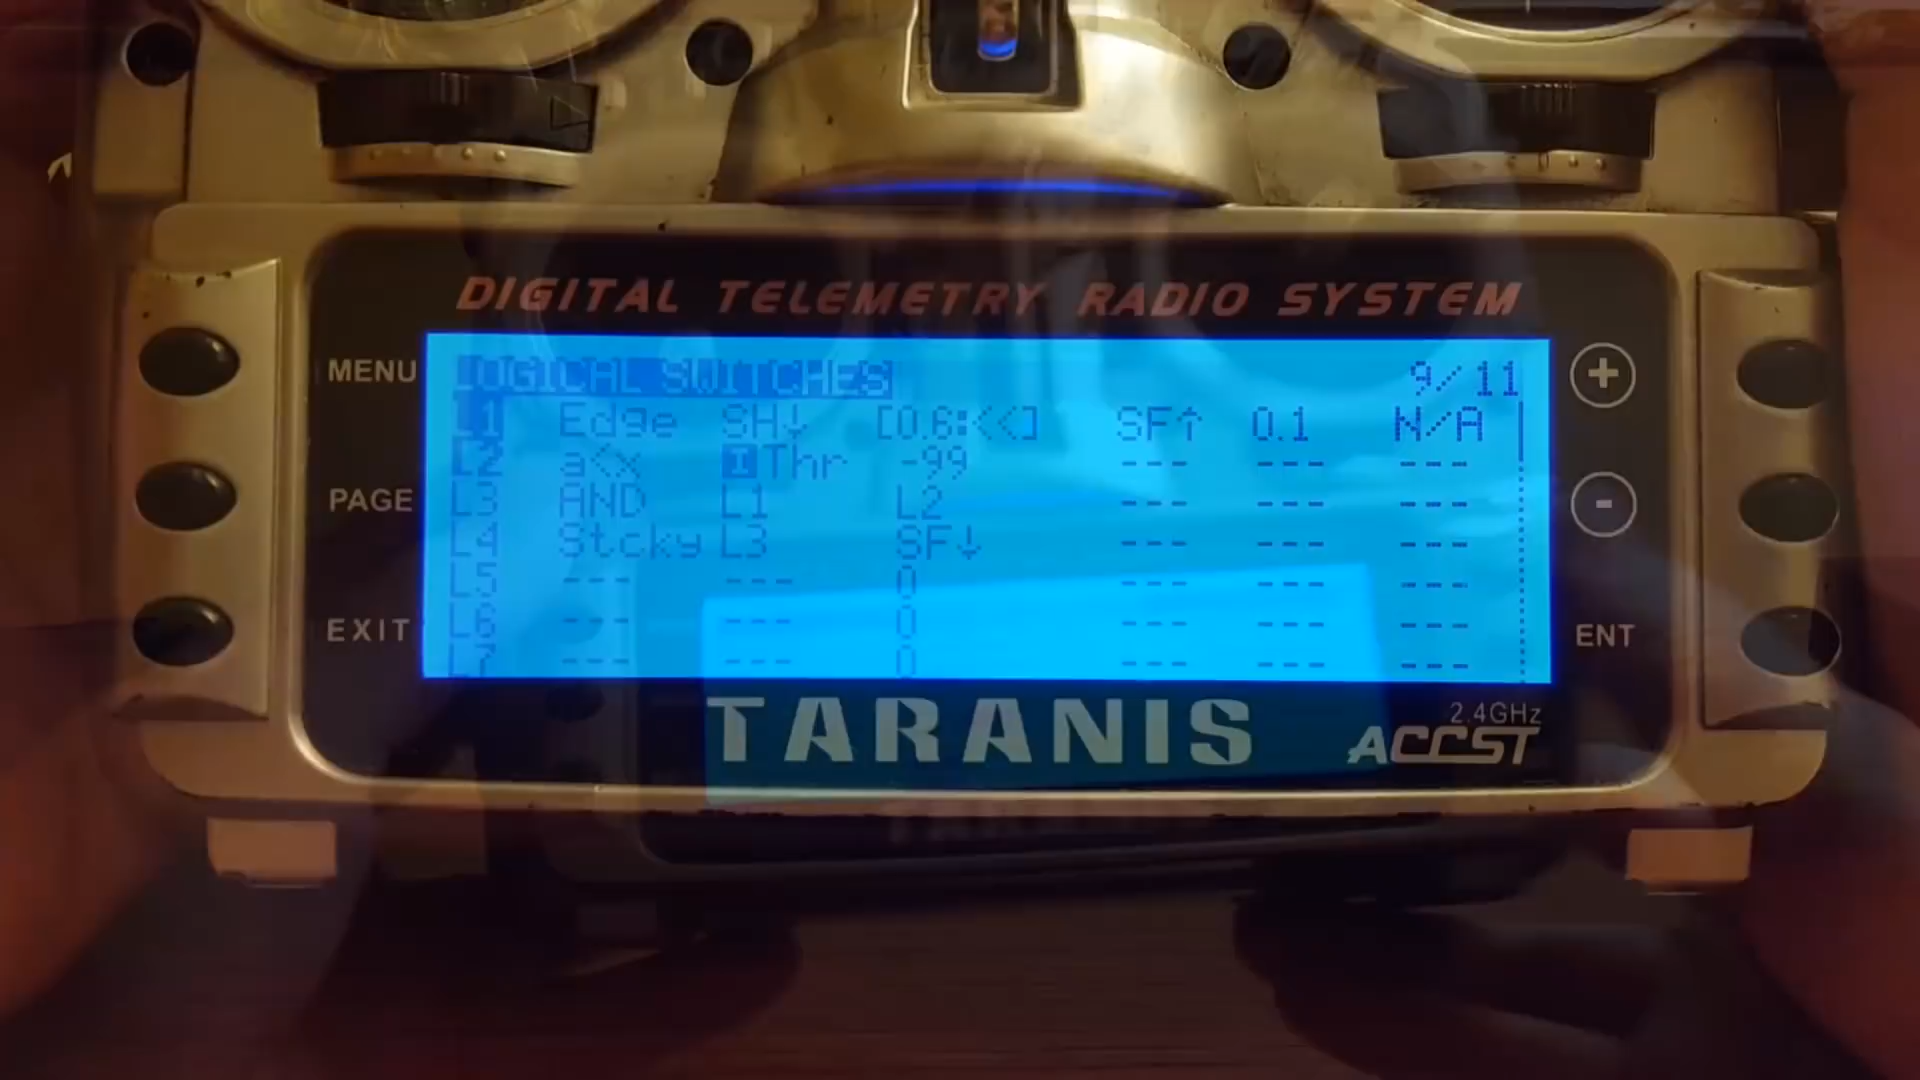 DIGITAL TELEMETRY RADIO SYSTEM
LOGICAL SWITCHES 9/11
L1 Edge SH↓ [0.6:<<] SF↑ 0.1 N/A
L2 a<x IThr -99 --- --- ---
L3 AND L1 L2 --- --- ---
L4 Stcky L3 SF↓ --- --- ---
L5 --- --- 0 --- --- ---
L6 --- --- 0 --- --- ---
L7 --- --- 0 --- --- ---
MENU
PAGE
EXIT
+
-
ENT
TARANIS
2.4GHz
ACCST